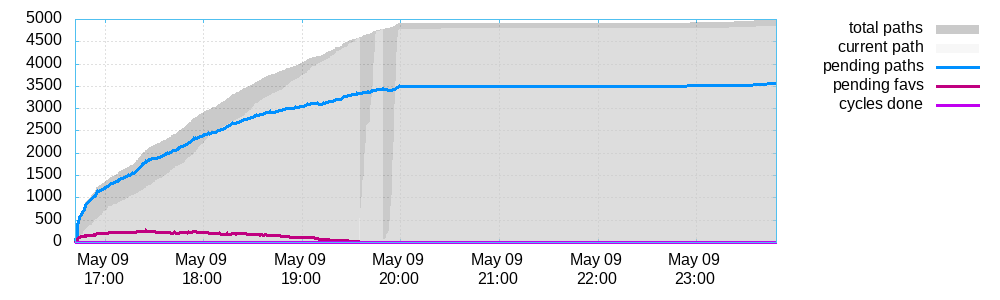 5000
4500
4000
3500
3000
2500
2000
1500
1000
500
0
May 09 May 09 May 09 May 09 May 09 May 09 May 09
17:00 18:00 19:00 20:00 21:00 22:00 23:00
total paths
current path
pending paths
pending favs
cycles done